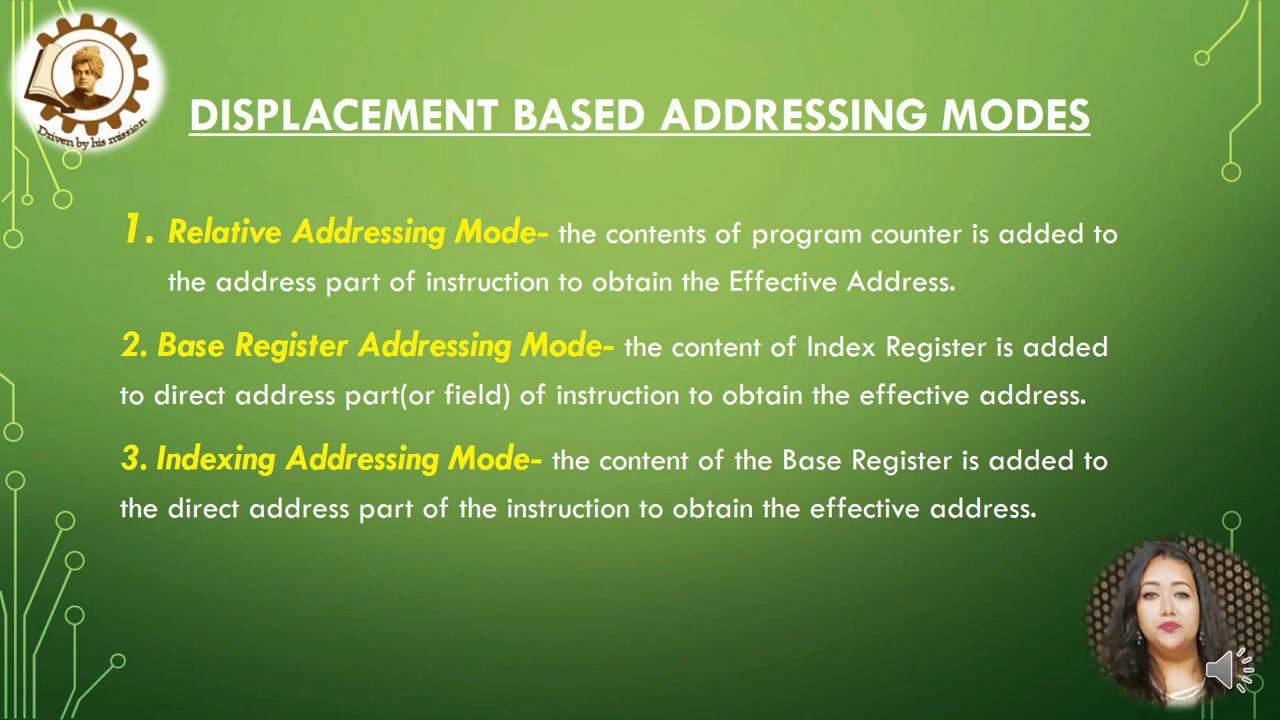 Driven by his mission
DISPLACEMENT BASED ADDRESSING MODES
1. Relative Addressing Mode- the contents of program counter is added to
the address part of instruction to obtain the Effective Address.
2. Base Register Addressing Mode- the content of Index Register is added
to direct address part(or field) of instruction to obtain the effective address.
3. Indexing Addressing Mode- the content of the Base Register is added to
the direct address part of the instruction to obtain the effective address.